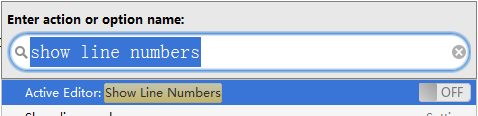 Enter action or option name:
show line numbers
Active Editor: Show Line Numbers OFF